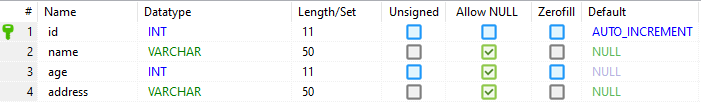 # Name Datatype Length/Set Unsigned Allow NULL Zerofill Default
1 id INT 11 AUTO_INCREMENT
2 name VARCHAR 50 NULL
3 age INT 11 NULL
4 address VARCHAR 50 NULL